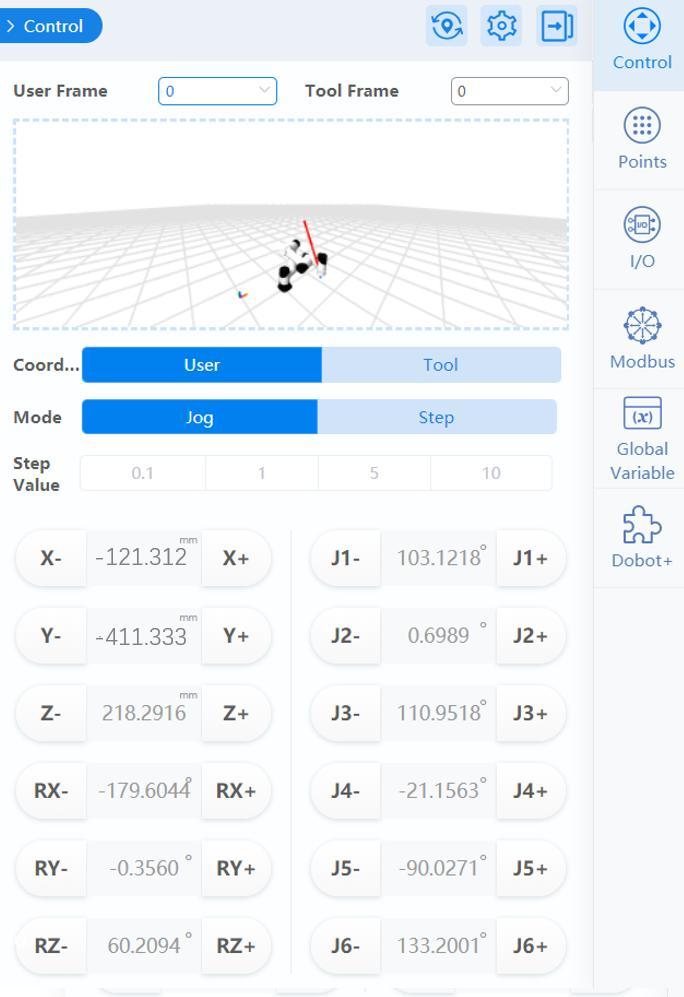 Control
User Frame 0 Tool Frame 0
Coord... User Tool
Mode Jog Step
Step Value 0.1 1 5 10
X- -121.312 mm X+ J1- 103.1218° J1+
Y- -411.333 mm Y+ J2- 0.6989 ° J2+
Z- 218.2916 mm Z+ J3- 110.9518° J3+
RX- -179.6044° RX+ J4- -21.1563° J4+
RY- -0.3560 ° RY+ J5- -90.0271° J5+
RZ- 60.2094 ° RZ+ J6- 133.2001° J6+
Control
Points
I/O
I/O
Modbus
(x)
Global
Variable
Dobot+